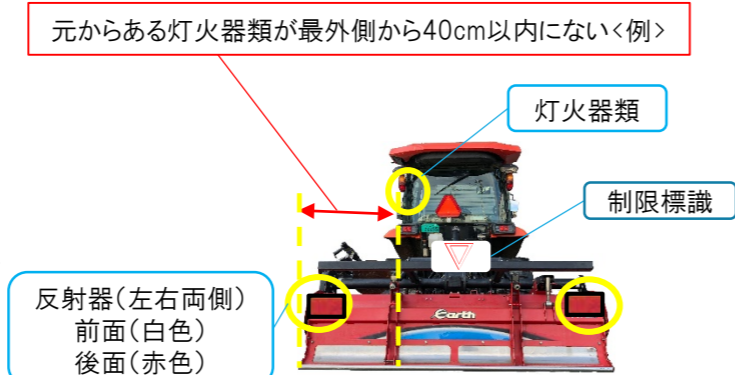 元からある灯火器類が最外側から40cm以内にない<例>
灯火器類
制限標識
反射器(左右両側)
前面(白色)
後面(赤色)
Earth